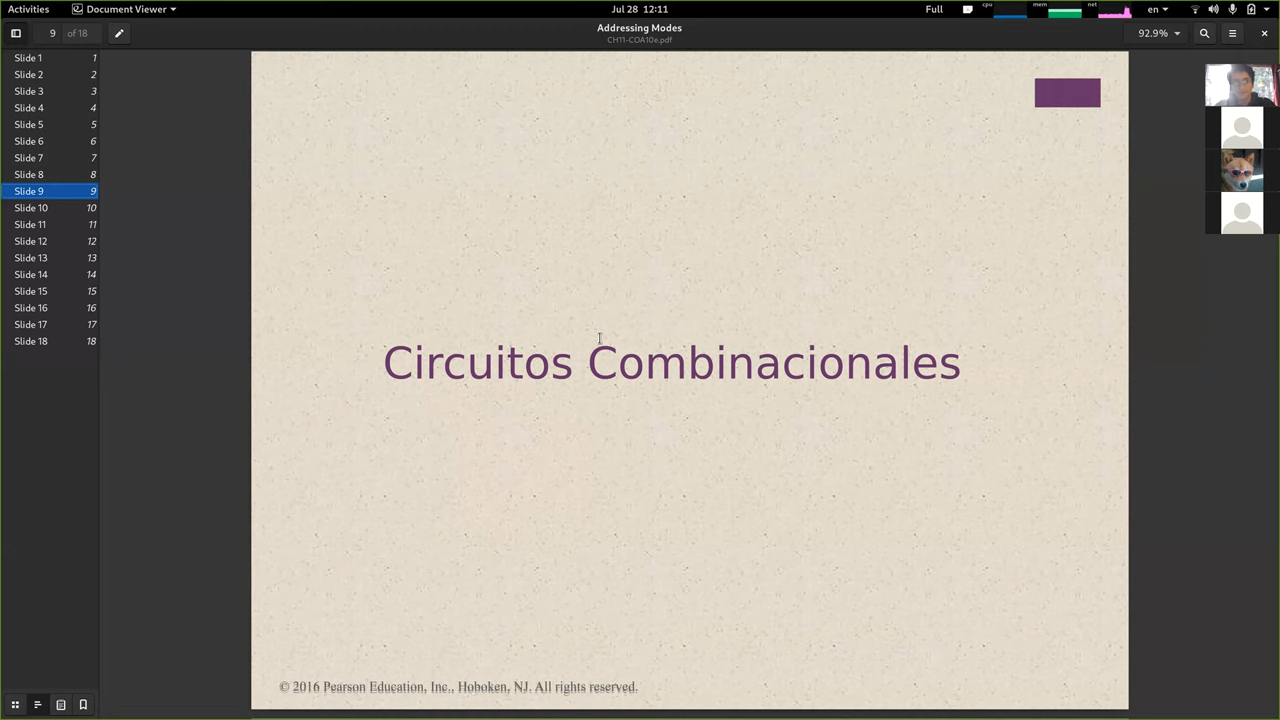 Activities
Document Viewer
Jul 28 12:11
Full
cpu
mem
net
en
9 of 18
Addressing Modes
CH11-COA10e.pdf
92.9%
Slide 1 1
Slide 2 2
Slide 3 3
Slide 4 4
Slide 5 5
Slide 6 6
Slide 7 7
Slide 8 8
Slide 9 9
Slide 10 10
Slide 11 11
Slide 12 12
Slide 13 13
Slide 14 14
Slide 15 15
Slide 16 16
Slide 17 17
Slide 18 18
Circuitos Combinacionales
© 2016 Pearson Education, Inc., Hoboken, NJ. All rights reserved.